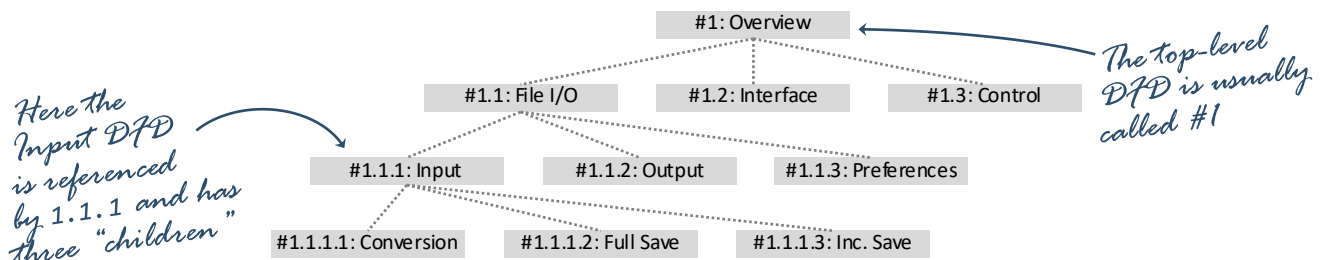 #1: Overview
The top-level
DFD is usually
called #1
#1.1: File I/O
#1.2: Interface
#1.3: Control
Here the
Input DFD
is referenced
by 1.1.1 and has
three "children"
#1.1.1: Input
#1.1.2: Output
#1.1.3: Preferences
#1.1.1.1: Conversion
#1.1.1.2: Full Save
#1.1.1.3: Inc. Save